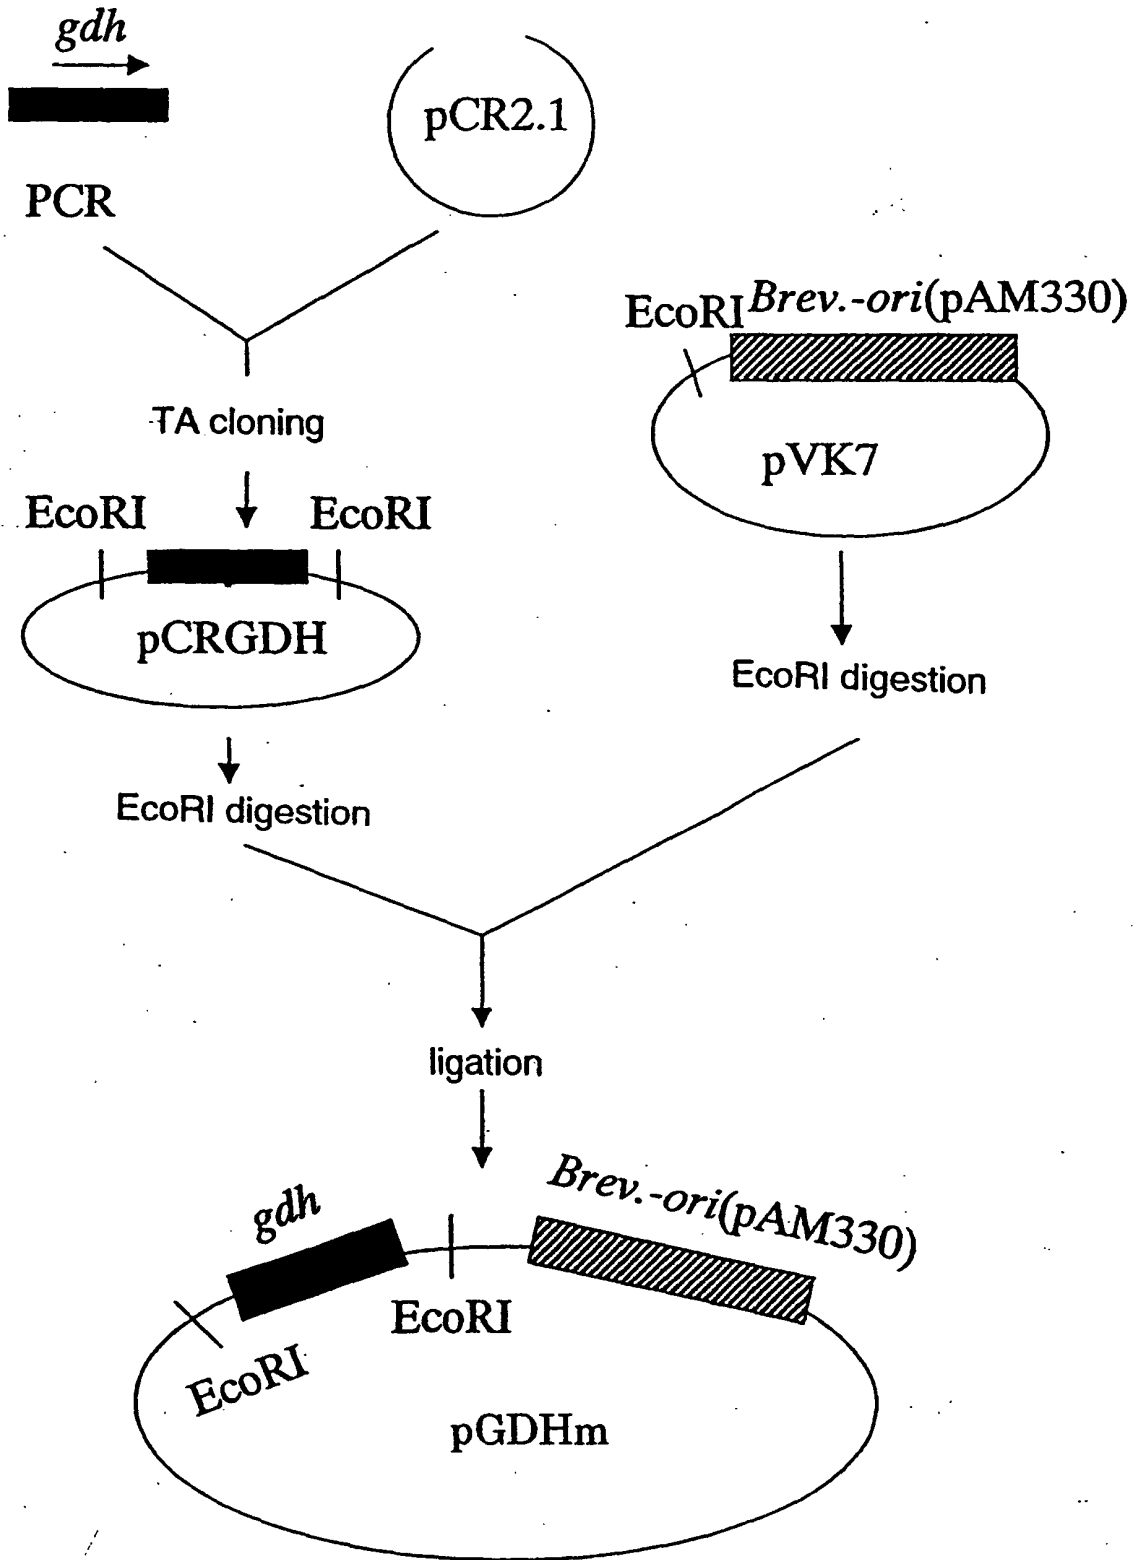 gdh
pCR2.1
PCR
EcoRI
Brev.-ori(pAM330)
TA cloning
pVK7
EcoRI
EcoRI
pCRGDH
EcoRI digestion
EcoRI digestion
ligation
gdh
Brev.-ori(pAM330)
EcoRI
EcoRI
pGDHm